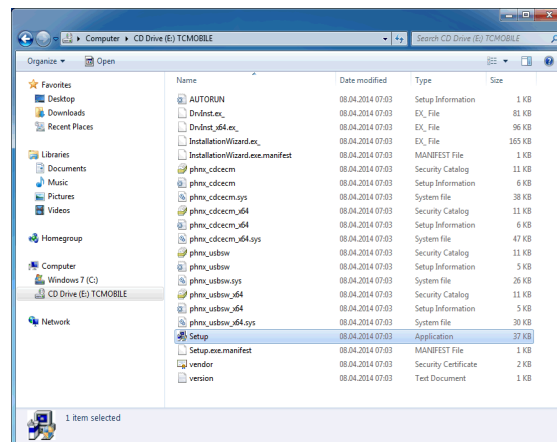 Computer ▸ CD Drive (E:) TCMOBILE
Search CD Drive (E:) TCMOBILE
Organize Open
Name Date modified Type Size
Favorites
Desktop
Downloads
Recent Places
Libraries
Documents
Music
Pictures
Videos
Homegroup
Computer
Windows 7 (C:)
CD Drive (E:) TCMOBILE
Network
AUTORUN 08.04.2014 07:03 Setup Information 1 KB
DrvInst.ex_ 08.04.2014 07:03 EX_ File 81 KB
DrvInst_x64.ex_ 08.04.2014 07:03 EX_ File 96 KB
InstallationWizard.ex_ 08.04.2014 07:03 EX_ File 165 KB
InstallationWizard.exe.manifest 08.04.2014 07:03 MANIFEST File 1 KB
phnx_cdcecm 08.04.2014 07:03 Security Catalog 11 KB
phnx_cdcecm 08.04.2014 07:03 Setup Information 6 KB
phnx_cdcecm.sys 08.04.2014 07:03 System file 38 KB
phnx_cdcecm_x64 08.04.2014 07:03 Security Catalog 11 KB
phnx_cdcecm_x64 08.04.2014 07:03 Setup Information 6 KB
phnx_cdcecm_x64.sys 08.04.2014 07:03 System file 47 KB
phnx_usbsw 08.04.2014 07:03 Security Catalog 11 KB
phnx_usbsw 08.04.2014 07:03 Setup Information 5 KB
phnx_usbsw.sys 08.04.2014 07:03 System file 26 KB
phnx_usbsw_x64 08.04.2014 07:03 Security Catalog 11 KB
phnx_usbsw_x64 08.04.2014 07:03 Setup Information 5 KB
phnx_usbsw_x64.sys 08.04.2014 07:03 System file 30 KB
Setup 08.04.2014 07:03 Application 37 KB
Setup.exe.manifest 08.04.2014 07:03 MANIFEST File 1 KB
vendor 08.04.2014 07:03 Security Certificate 2 KB
version 08.04.2014 07:03 Text Document 1 KB
1 item selected